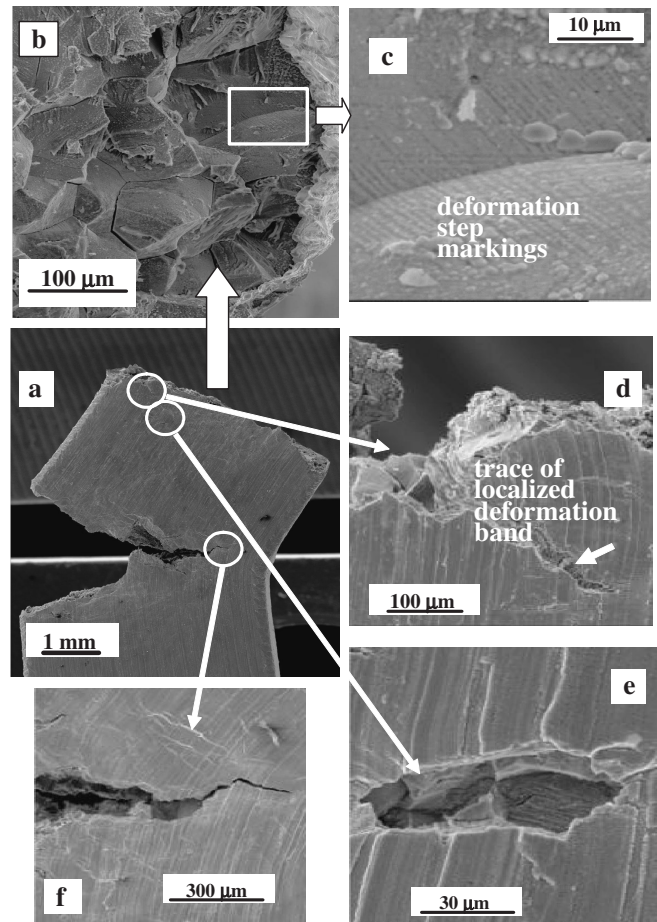 b
100 μm
10 μm
c
deformation
step
markings
a
1 mm
d
trace of
localized
deformation
band
100 μm
f
300 μm
e
30 μm